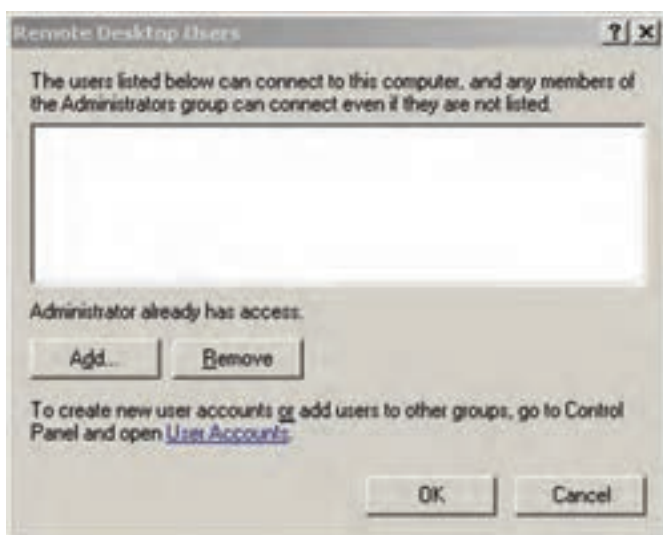 Remote Desktop Users
The users listed below can connect to this computer, and any members of
the Administrators group can connect even if they are not listed.
Administrator already has access.
Add...
Remove
To create new user accounts or add users to other groups, go to Control
Panel and open User Accounts.
OK
Cancel